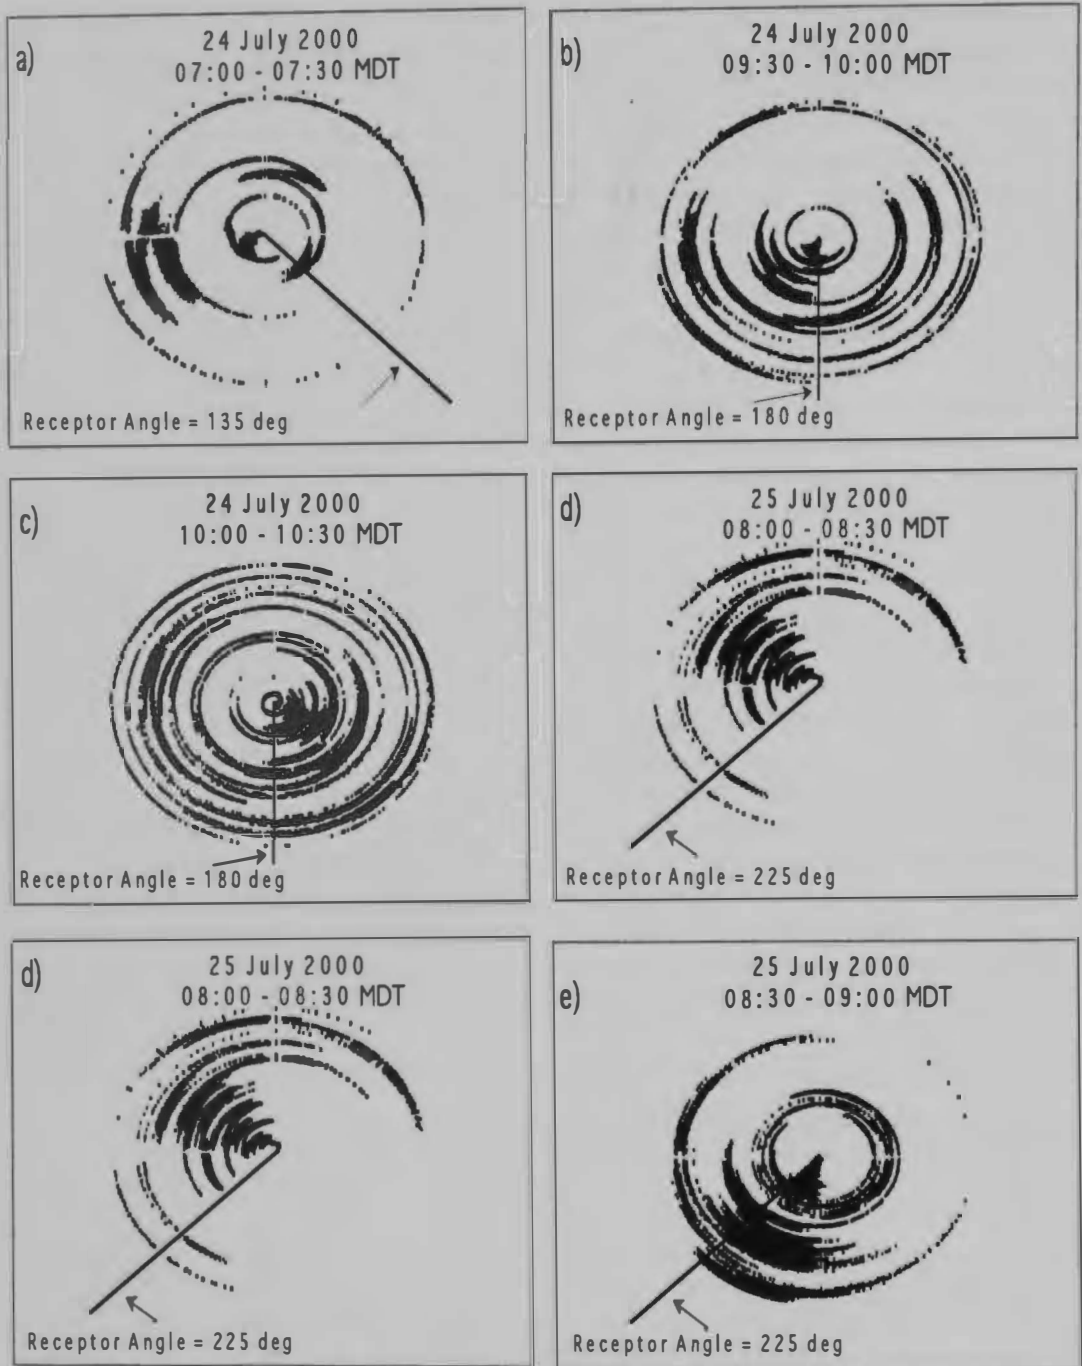 a)
24 July 2000
07:00 - 07:30 MDT
Receptor Angle = 135 deg
b)
24 July 2000
09:30 - 10:00 MDT
Receptor Angle = 180 deg
c)
24 July 2000
10:00 - 10:30 MDT
Receptor Angle = 180 deg
d)
25 July 2000
08:00 - 08:30 MDT
Receptor Angle = 225 deg
d)
25 July 2000
08:00 - 08:30 MDT
Receptor Angle = 225 deg
e)
25 July 2000
08:30 - 09:00 MDT
Receptor Angle = 225 deg